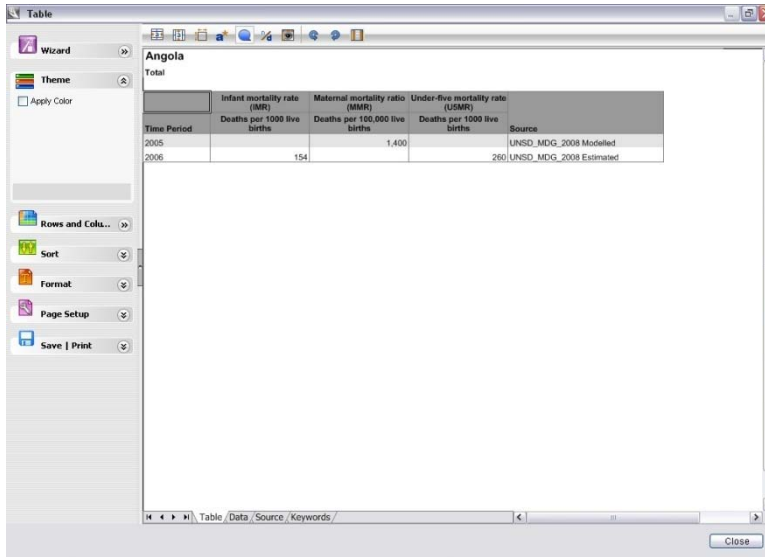 Table
Wizard
Theme
Apply Color
Rows and Colu...
Sort
Format
Page Setup
Save | Print
Angola
Total
Infant mortality rate (IMR) Maternal mortality ratio (MMR) Under-five mortality rate (U5MR)
Time Period Deaths per 1000 live births Deaths per 100,000 live births Deaths per 1000 live births Source
2005 1,400 UNSD_MDG_2008 Modelled
2006 154 260 UNSD_MDG_2008 Estimated
Table Data Source Keywords
Close